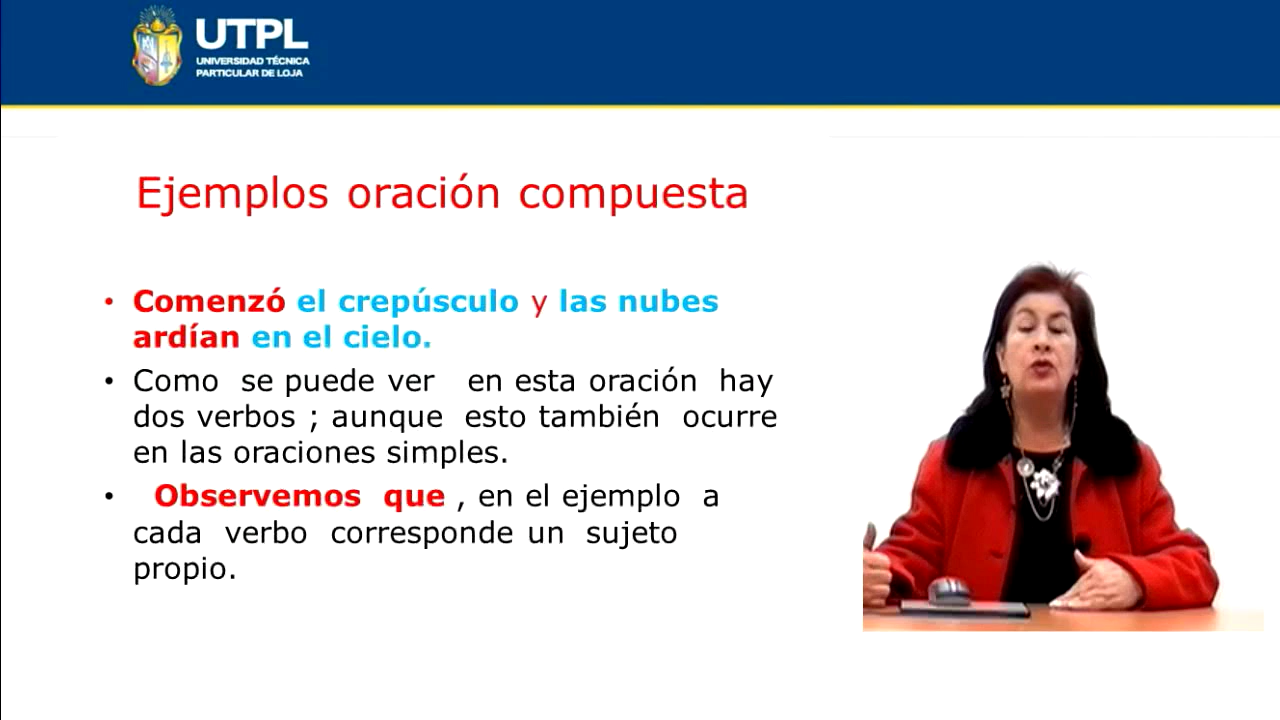 UTPL
UNIVERSIDAD TÉCNICA
PARTICULAR DE LOJA
Ejemplos oración compuesta
• Comenzó el crepúsculo y las nubes
ardían en el cielo.
• Como se puede ver en esta oración hay
dos verbos ; aunque esto también ocurre
en las oraciones simples.
• Observemos que , en el ejemplo a
cada verbo corresponde un sujeto
propio.